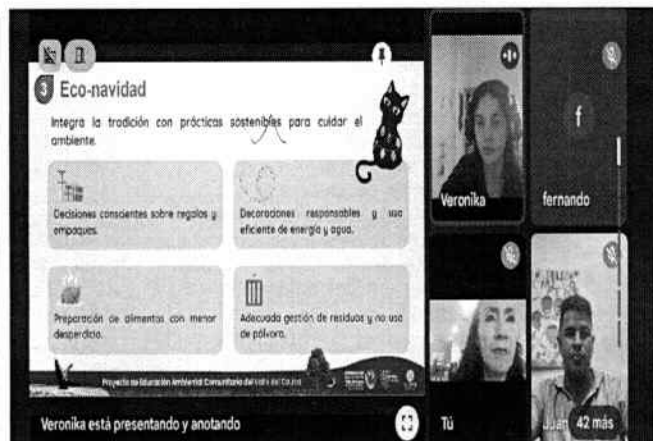 3 Eco-navidad
Integra la tradición con prácticas sostenibles para cuidar el
ambiente.
Decisiones conscientes sobre regalos y
empaques.
Decoraciones responsables y uso
eficiente de energía y agua.
Preparación de alimentos con menor
desperdicio.
Adecuada gestión de residuos y no uso
de pólvora.
Proyecto de Educación Ambiental Comunitaria del Valle del Cauca
Veronika está presentando y anotando
Veronika
f
fernando
Tú
Juan
42 más